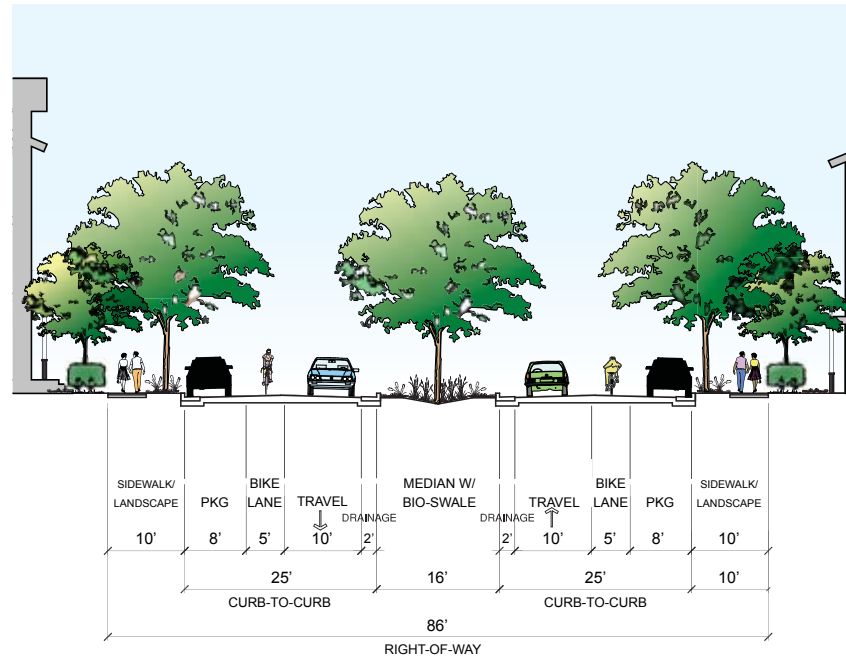 SIDEWALK/
LANDSCAPE
PKG
BIKE
LANE
TRAVEL
DRAINAGE
MEDIAN W/
BIO-SWALE
DRAINAGE
TRAVEL
BIKE
LANE
PKG
SIDEWALK/
LANDSCAPE
10’ 8’ 5’ 10’ 2’ 2’ 10’ 5’ 8’ 10’
25’ 16’ 25’ 10’
CURB-TO-CURB CURB-TO-CURB
86’
RIGHT-OF-WAY